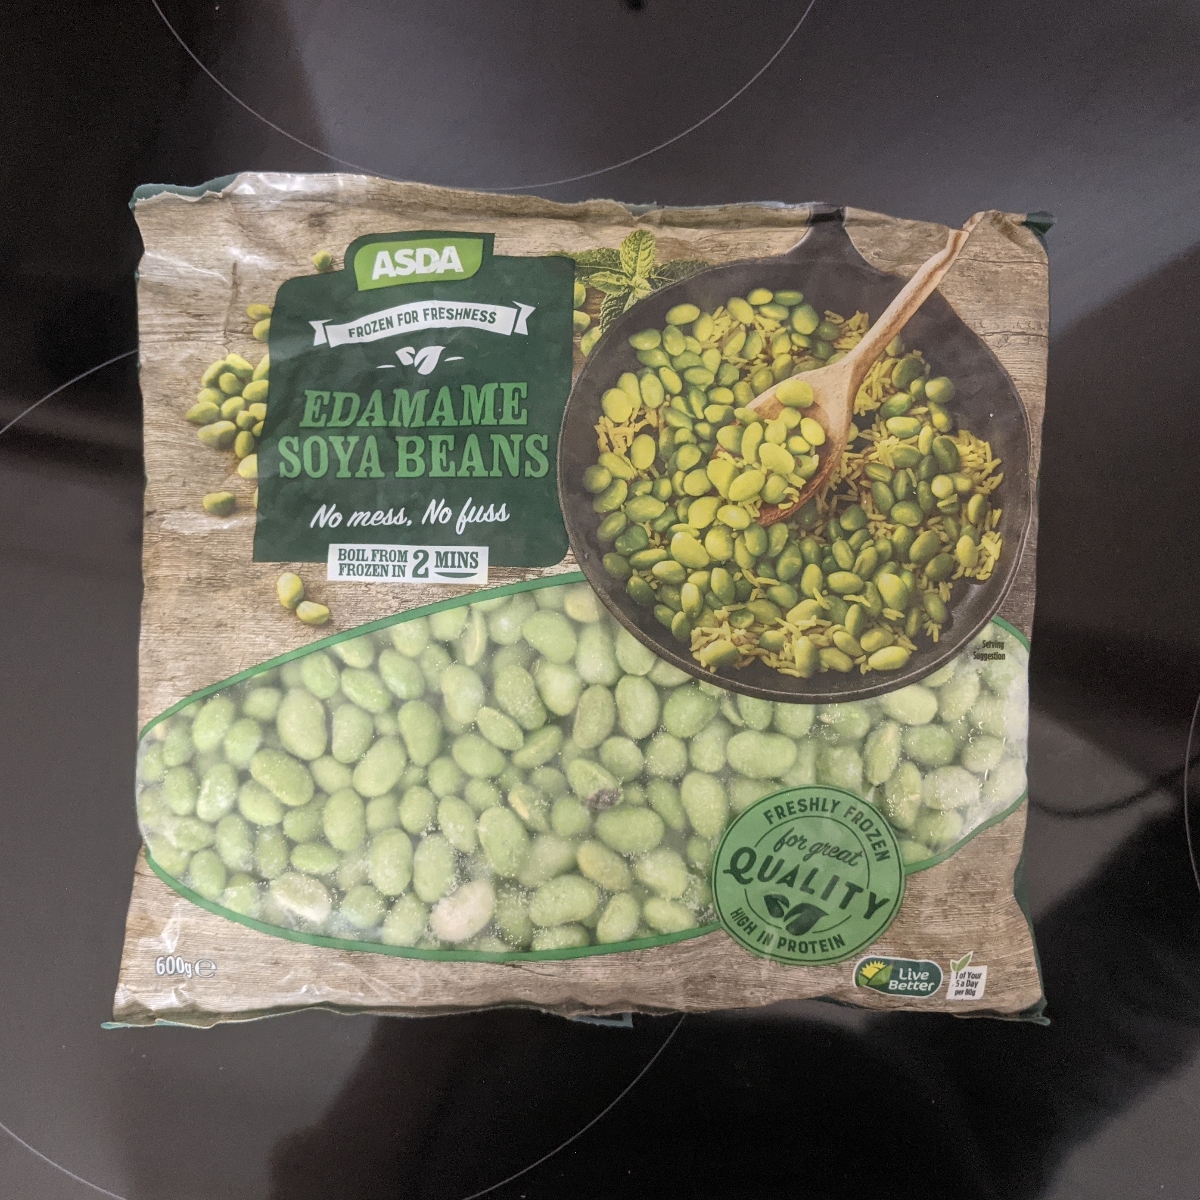 ASDA
FROZEN FOR FRESHNESS
EDAMAME
SOYA BEANS
No mess, No fuss
BOIL FROM
FROZEN IN 2 MINS
Serving
Suggestion
FRESHLY FROZEN
for great
QUALITY
HIGH IN PROTEIN
600g e
Live
Better
1 of Your
5 a Day
per 80g